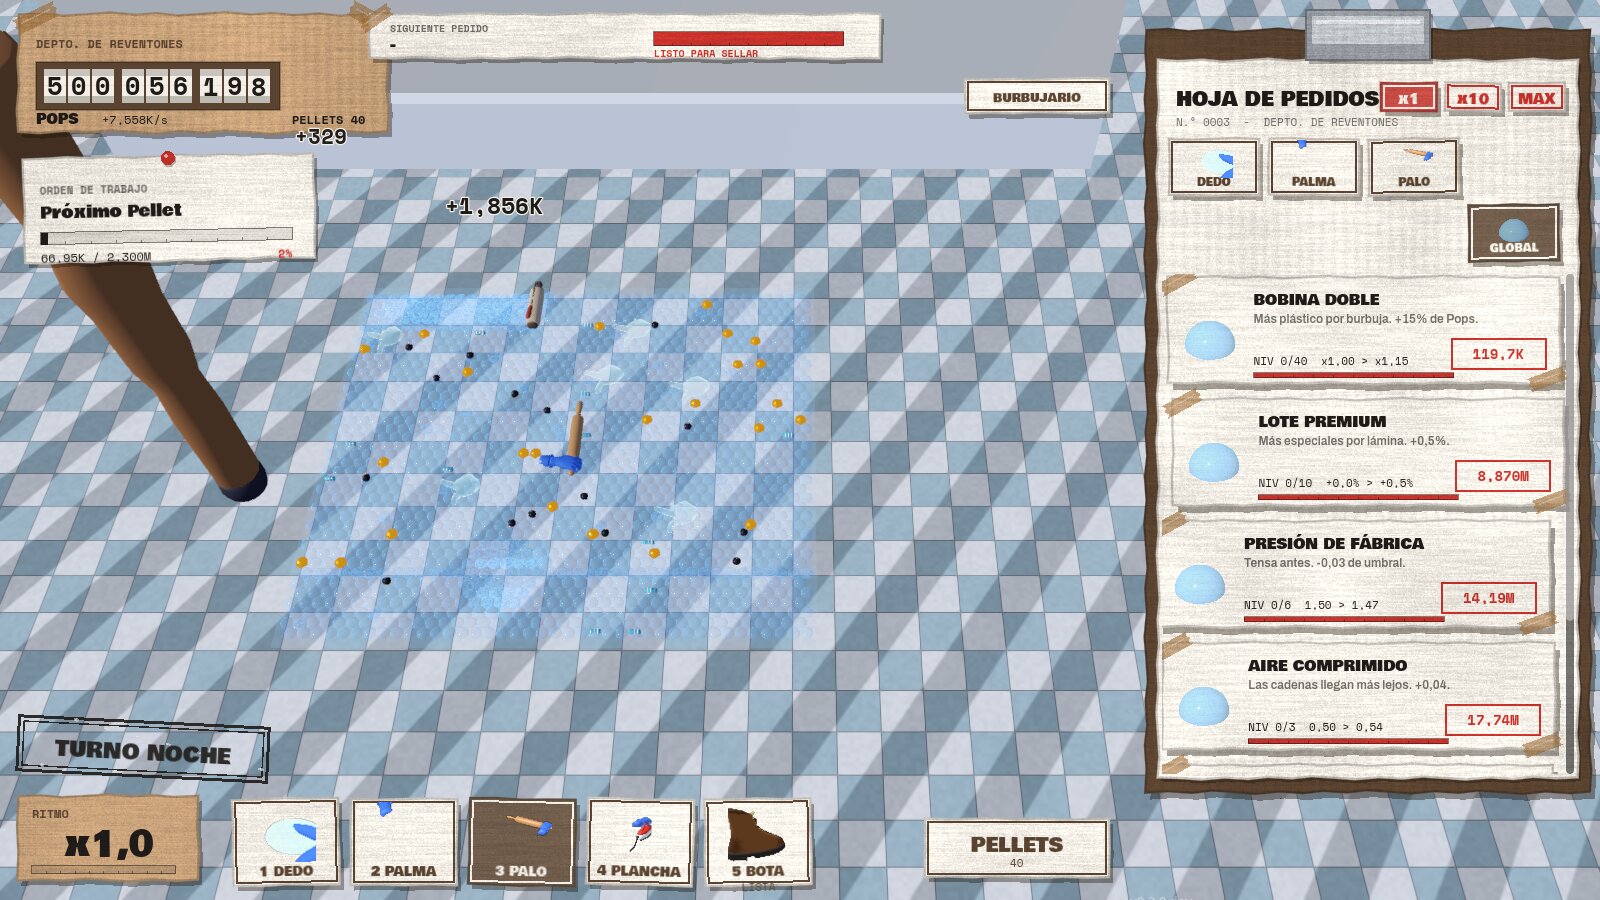 DEPTO. DE REVENTONES
500 056 198
POPS +7,558K/s PELLETS 40
+329
SIGUIENTE PEDIDO
-
LISTO PARA SELLAR
BURBUJARIO
ORDEN DE TRABAJO
Próximo Pellet
66,95K / 2,300M 2%
+1,856K
HOJA DE PEDIDOS x1 x10 MAX
N.° 0003 - DEPTO. DE REVENTONES
DEDO PALMA PALO
GLOBAL
BOBINA DOBLE
Más plástico por burbuja. +15% de Pops.
NIV 0/40 x1,00 > x1,15 119,7K
LOTE PREMIUM
Más especiales por lámina. +0,5%.
NIV 0/10 +0,0% > +0,5% 8,870M
PRESIÓN DE FÁBRICA
Tensa antes. -0,03 de umbral.
NIV 0/6 1,50 > 1,47 14,19M
AIRE COMPRIMIDO
Las cadenas llegan más lejos. +0,04.
NIV 0/3 0,50 > 0,54 17,74M
TURNO NOCHE
RITMO
x1,0
1 DEDO 2 PALMA 3 PALO 4 PLANCHA 5 BOTA
LISTA
PELLETS
40